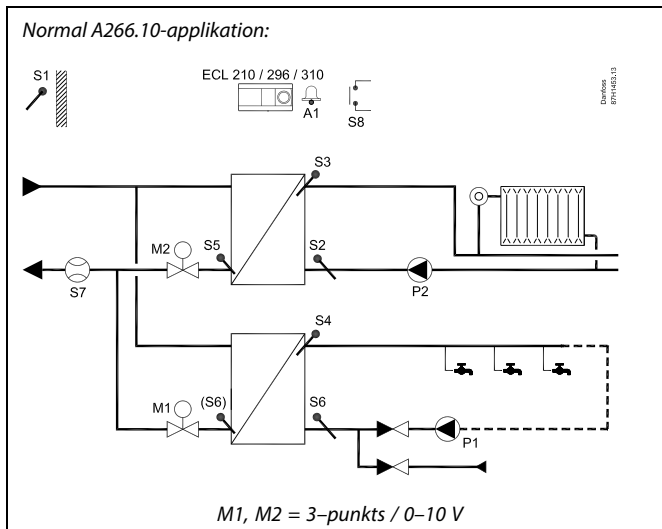 Normal A266.10-applikation:
S1
ECL 210 / 296 / 310
A1
S8
Danfoss
87H1453.13
S3
M2
S5
S2
S7
P2
S4
M1
(S6)
S6
P1
M1, M2 = 3–punkts / 0–10 V